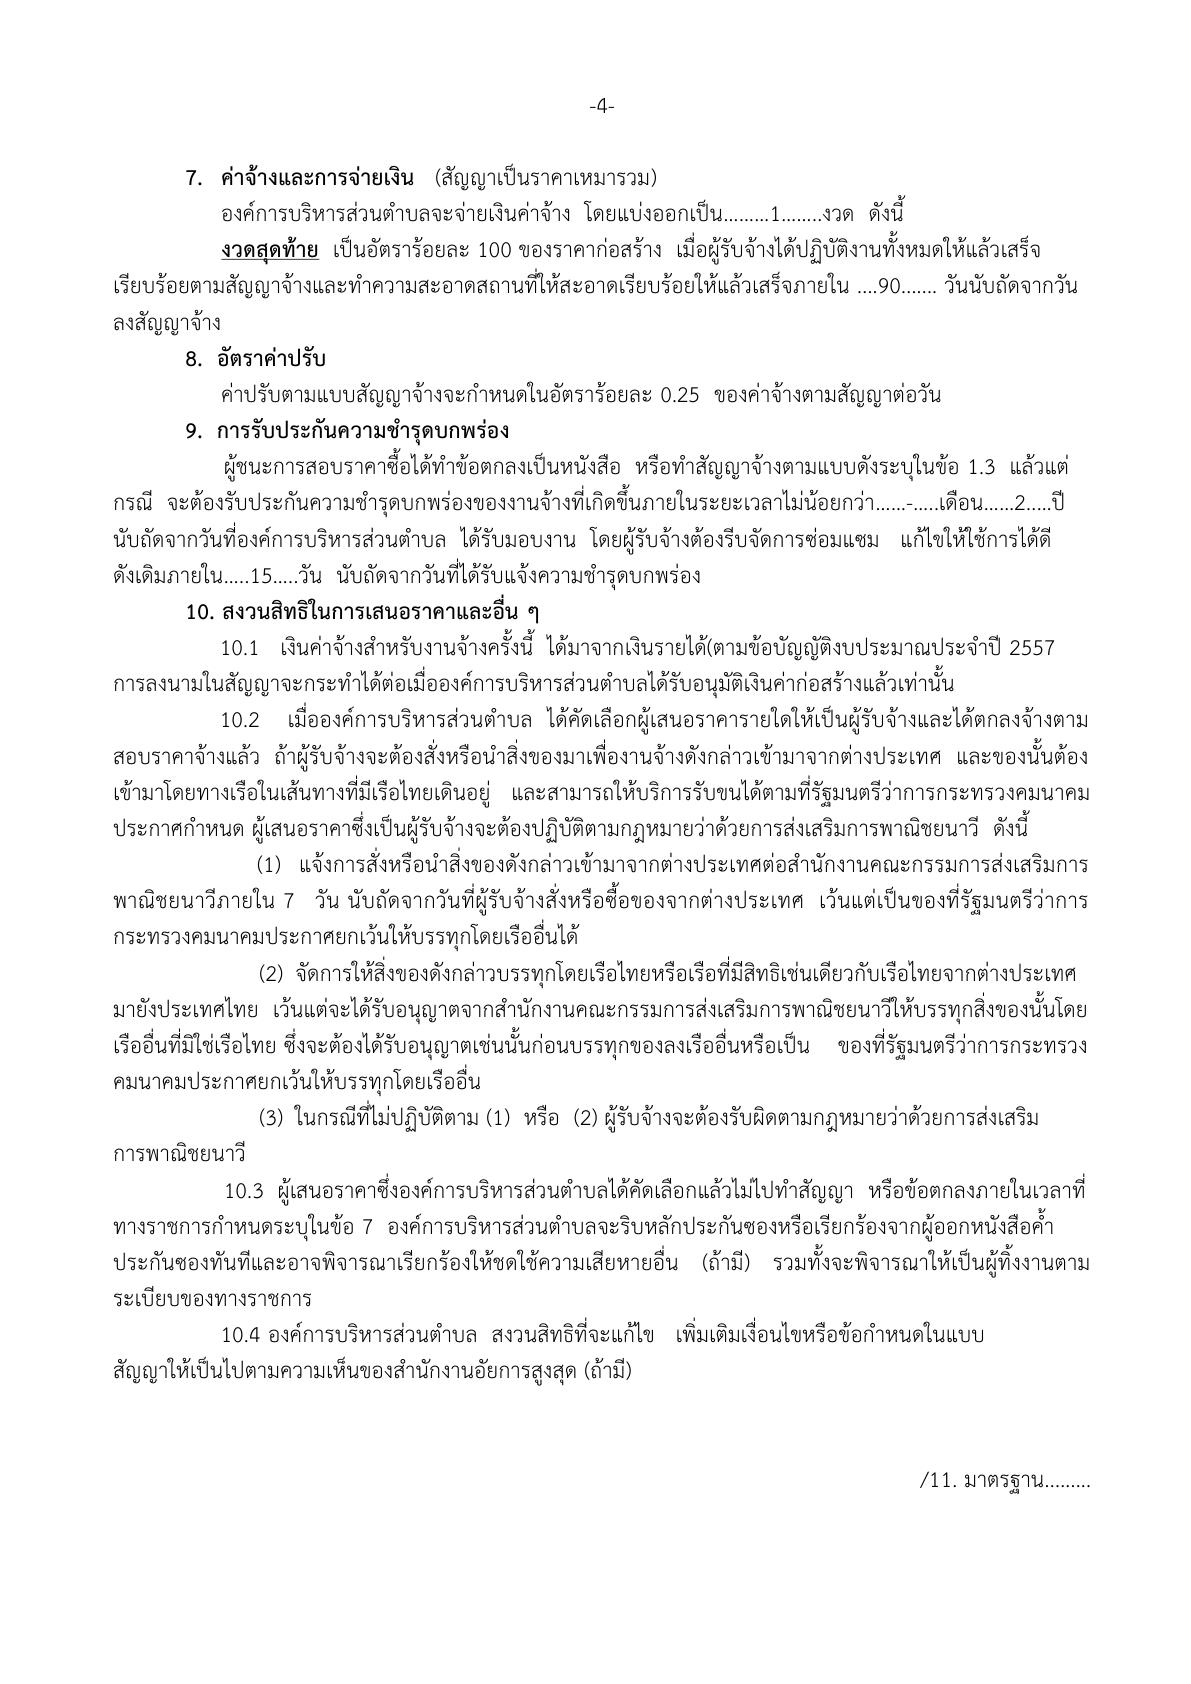 -4-
7. ค่าจ้างและการจ่ายเงิน (สัญญาเป็นราคาเหมารวม)
องค์การบริหารส่วนตำบลจะจ่ายเงินค่าจ้าง โดยแบ่งออกเป็น.........1........งวด ดังนี้
งวดสุดท้าย เป็นอัตราร้อยละ 100 ของราคาก่อสร้าง เมื่อผู้รับจ้างได้ปฏิบัติงานทั้งหมดให้แล้วเสร็จ
เรียบร้อยตามสัญญาจ้างและทำความสะอาดสถานที่ให้สะอาดเรียบร้อยให้แล้วเสร็จภายใน ....90....... วันนับถัดจากวัน
ลงสัญญาจ้าง
8. อัตราค่าปรับ
ค่าปรับตามแบบสัญญาจ้างจะกำหนดในอัตราร้อยละ 0.25 ของค่าจ้างตามสัญญาต่อวัน
9. การรับประกันความชำรุดบกพร่อง
ผู้ชนะการสอบราคาซื้อได้ทำข้อตกลงเป็นหนังสือ หรือทำสัญญาจ้างตามแบบดังระบุในข้อ 1.3 แล้วแต่
กรณี จะต้องรับประกันความชำรุดบกพร่องของงานจ้างที่เกิดขึ้นภายในระยะเวลาไม่น้อยกว่า......-.....เดือน......2.....ปี
นับถัดจากวันที่องค์การบริหารส่วนตำบล ได้รับมอบงาน โดยผู้รับจ้างต้องรีบจัดการซ่อมแซม แก้ไขให้ใช้การได้ดี
ดังเดิมภายใน.....15.....วัน นับถัดจากวันที่ได้รับแจ้งความชำรุดบกพร่อง
10. สงวนสิทธิในการเสนอราคาและอื่น ๆ
10.1 เงินค่าจ้างสำหรับงานจ้างครั้งนี้ ได้มาจากเงินรายได้(ตามข้อบัญญัติงบประมาณประจำปี 2557
การลงนามในสัญญาจะกระทำได้ต่อเมื่อองค์การบริหารส่วนตำบลได้รับอนุมัติเงินค่าก่อสร้างแล้วเท่านั้น
10.2 เมื่อองค์การบริหารส่วนตำบล ได้คัดเลือกผู้เสนอราคารายใดให้เป็นผู้รับจ้างและได้ตกลงจ้างตาม
สอบราคาจ้างแล้ว ถ้าผู้รับจ้างจะต้องสั่งหรือนำสิ่งของมาเพื่องานจ้างดังกล่าวเข้ามาจากต่างประเทศ และของนั้นต้อง
เข้ามาโดยทางเรือในเส้นทางที่มีเรือไทยเดินอยู่ และสามารถให้บริการรับขนได้ตามที่รัฐมนตรีว่าการกระทรวงคมนาคม
ประกาศกำหนด ผู้เสนอราคาซึ่งเป็นผู้รับจ้างจะต้องปฏิบัติตามกฎหมายว่าด้วยการส่งเสริมการพาณิชยนาวี ดังนี้
(1) แจ้งการสั่งหรือนำสิ่งของดังกล่าวเข้ามาจากต่างประเทศต่อสำนักงานคณะกรรมการส่งเสริมการ
พาณิชยนาวีภายใน 7 วัน นับถัดจากวันที่ผู้รับจ้างสั่งหรือซื้อของจากต่างประเทศ เว้นแต่เป็นของที่รัฐมนตรีว่าการ
กระทรวงคมนาคมประกาศยกเว้นให้บรรทุกโดยเรืออื่นได้
(2) จัดการให้สิ่งของดังกล่าวบรรทุกโดยเรือไทยหรือเรือที่มีสิทธิเช่นเดียวกับเรือไทยจากต่างประเทศ
มายังประเทศไทย เว้นแต่จะได้รับอนุญาตจากสำนักงานคณะกรรมการส่งเสริมการพาณิชยนาวีให้บรรทุกสิ่งของนั้นโดย
เรืออื่นที่มิใช่เรือไทย ซึ่งจะต้องได้รับอนุญาตเช่นนั้นก่อนบรรทุกของลงเรืออื่นหรือเป็น ของที่รัฐมนตรีว่าการกระทรวง
คมนาคมประกาศยกเว้นให้บรรทุกโดยเรืออื่น
(3) ในกรณีที่ไม่ปฏิบัติตาม (1) หรือ (2) ผู้รับจ้างจะต้องรับผิดตามกฎหมายว่าด้วยการส่งเสริม
การพาณิชยนาวี
10.3 ผู้เสนอราคาซึ่งองค์การบริหารส่วนตำบลได้คัดเลือกแล้วไม่ไปทำสัญญา หรือข้อตกลงภายในเวลาที่
ทางราชการกำหนดระบุในข้อ 7 องค์การบริหารส่วนตำบลจะริบหลักประกันซองหรือเรียกร้องจากผู้ออกหนังสือค้ำ
ประกันซองทันทีและอาจพิจารณาเรียกร้องให้ชดใช้ความเสียหายอื่น (ถ้ามี) รวมทั้งจะพิจารณาให้เป็นผู้ทิ้งงานตาม
ระเบียบของทางราชการ
10.4 องค์การบริหารส่วนตำบล สงวนสิทธิที่จะแก้ไข เพิ่มเติมเงื่อนไขหรือข้อกำหนดในแบบ
สัญญาให้เป็นไปตามความเห็นของสำนักงานอัยการสูงสุด (ถ้ามี)
/11. มาตรฐาน.........